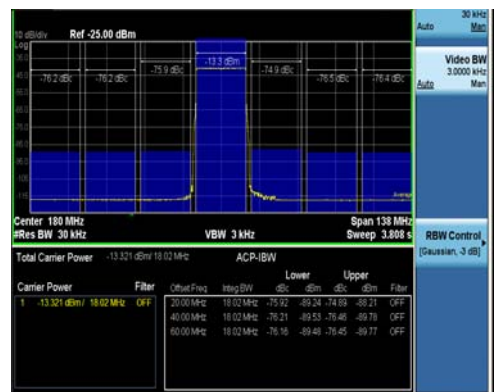 10 dB/div Ref -25.00 dBm
Log
-76.2 dBc -76.2 dBc -75.9 dBc -13.3 dBm -74.9 dBc -76.5 dBc -76.4 dBc
Average
Center 180 MHz Span 138 MHz
#Res BW 30 kHz VBW 3 kHz Sweep 3.808 s
Total Carrier Power -13.321 dBm/ 18.02 MHz ACP-IBW
Lower Upper
Carrier Power Filter Offset Freq Integ BW dBc dBm dBc dBm Filter
1 -13.321 dBm / 18.02 MHz OFF 20.00 MHz 18.02 MHz -75.92 -89.24 -74.89 -88.21 OFF
40.00 MHz 18.02 MHz -76.21 -89.53 -76.46 -89.78 OFF
60.00 MHz 18.02 MHz -76.16 -89.48 -76.45 -89.77 OFF
30 kHz
Auto Man
Video BW
3.0000 kHz
Auto Man
RBW Control
[Gaussian, -3 dB]